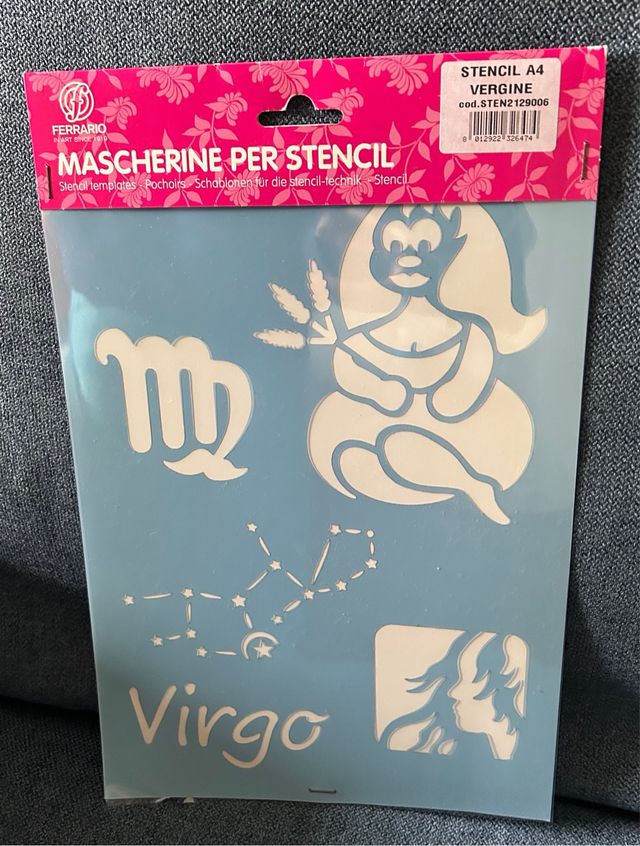 FERRARIO
IN ART SINCE 1919
STENCIL A4
VERGINE
cod.STEN2129006
8 012922 326474
MASCHERINE PER STENCIL
Stencil templates - Pochoirs - Schablonen für die stencil-technik - Stencil
Virgo